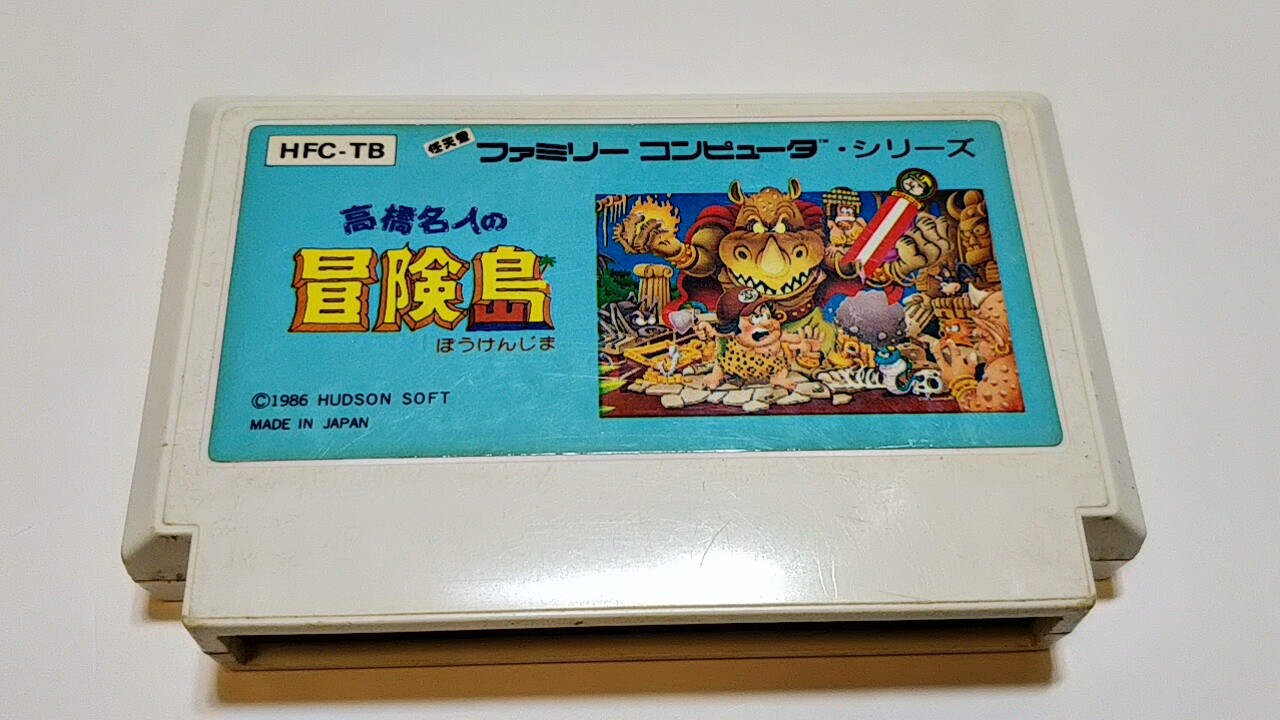 HFC-TB
任天堂 ファミリー コンピュータ™・シリーズ
高橋名人の
冒険島
ぼうけんじま
©1986 HUDSON SOFT
MADE IN JAPAN